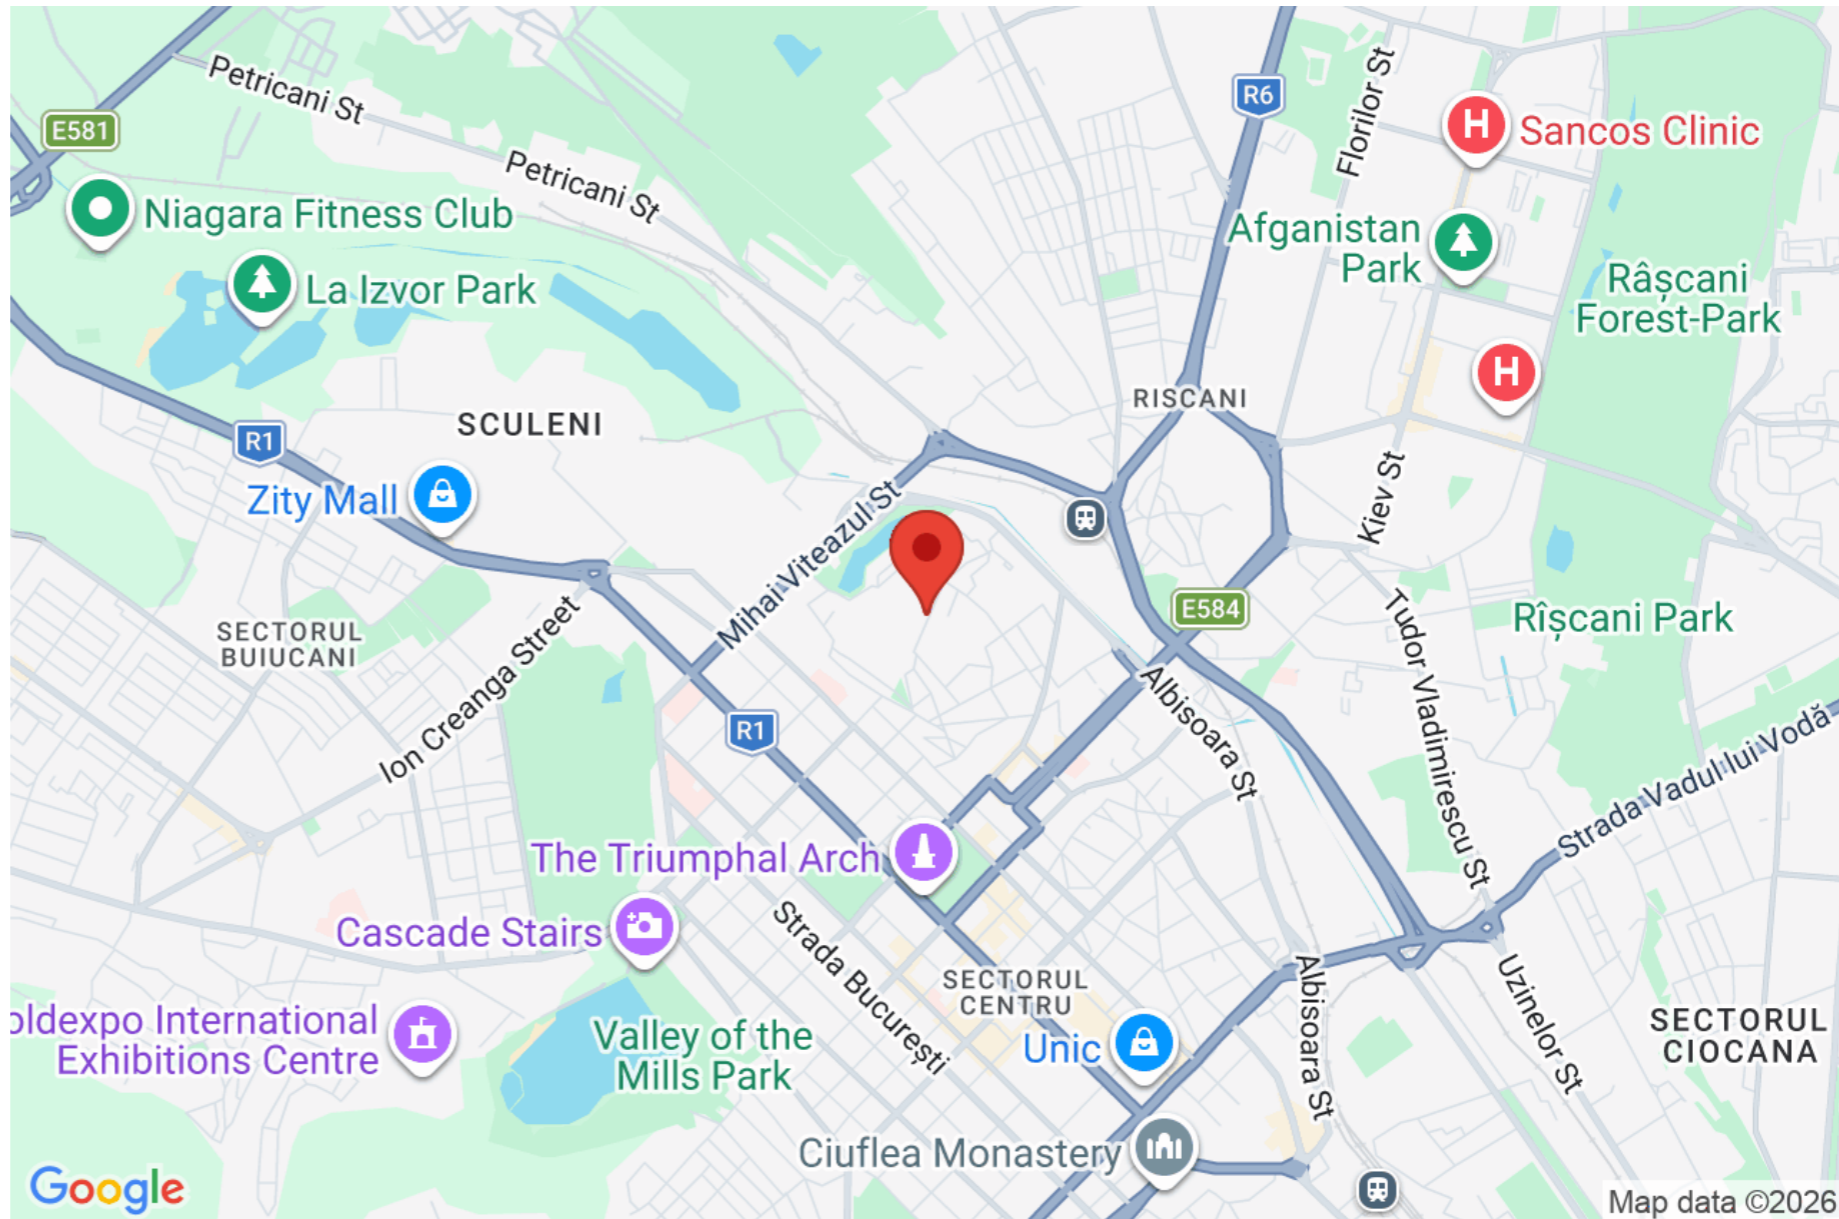 Petricani St
E581
R6
Florilor St
H
Sancos Clinic
Petricani St
Niagara Fitness Club
Afganistan
Park
La Izvor Park
Râșcani
Forest-Park
H
RISCANI
SCULENI
R1
Zity Mall
Mihai Viteazul St
Kiev St
E584
SECTORUL
BUIUCANI
Ion Creanga Street
Rîșcani Park
Tudor Vladimirescu St
Albisoara St
R1
Strada Vadul lui Vodă
The Triumphal Arch
Cascade Stairs
Strada București
SECTORUL
CENTRU
Albisoara St
Uzinelor St
oldexpo International
Exhibitions Centre
Valley of the
Mills Park
Unic
SECTORUL
CIOCANA
Ciuflea Monastery
Google
Map data ©2026